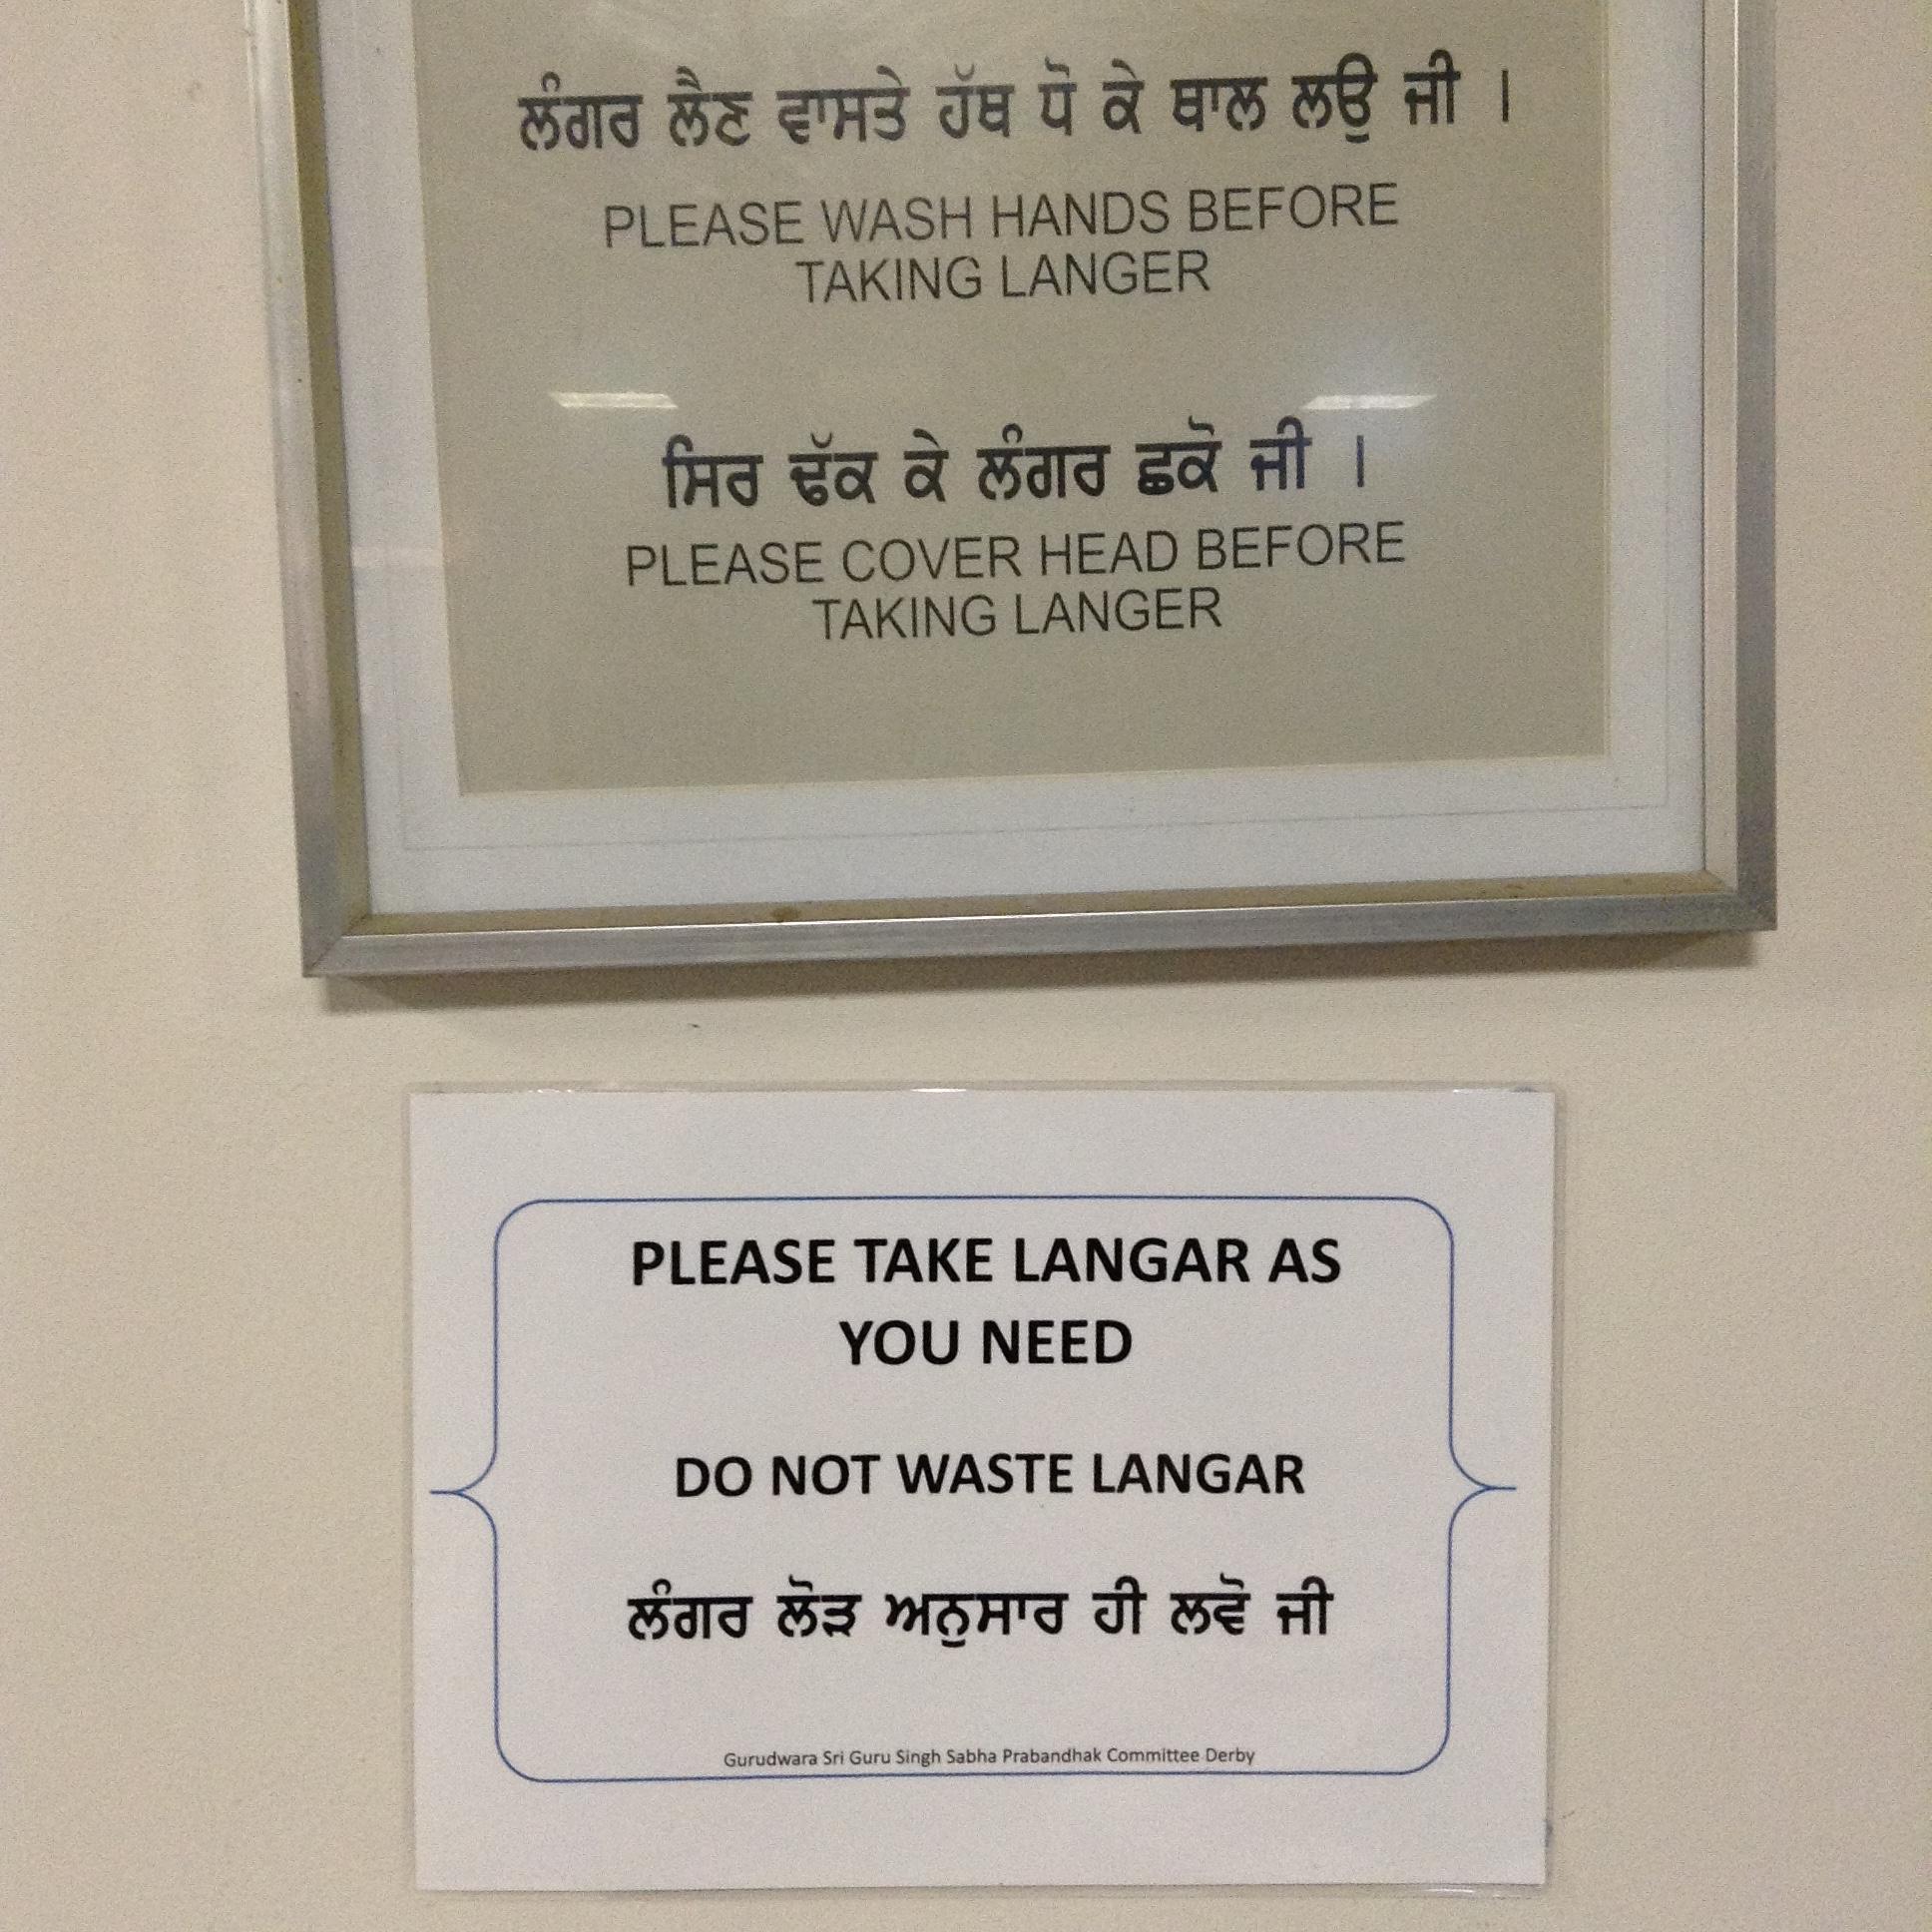 ਲੰਗਰ ਲੈਣ ਵਾਸਤੇ ਹੱਥ ਧੋ ਕੇ ਥਾਲ ਲਉ ਜੀ ।
PLEASE WASH HANDS BEFORE
TAKING LANGER
ਸਿਰ ਢੱਕ ਕੇ ਲੰਗਰ ਛਕੋ ਜੀ ।
PLEASE COVER HEAD BEFORE
TAKING LANGER
PLEASE TAKE LANGAR AS
YOU NEED
DO NOT WASTE LANGAR
ਲੰਗਰ ਲੋੜ ਅਨੁਸਾਰ ਹੀ ਲਵੋ ਜੀ
Gurudwara Sri Guru Singh Sabha Prabandhak Committee Derby